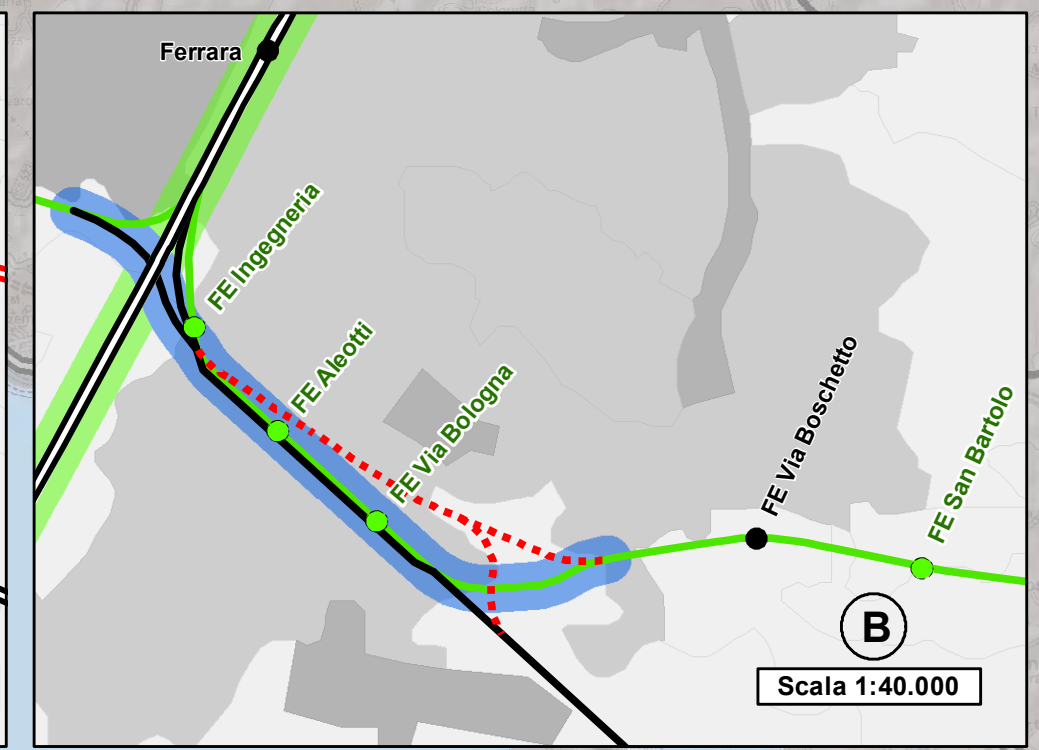 Ferrara
FE Ingegneria
FE Aleotti
FE Via Bologna
FE Via Boschetto
FE San Bartolo
B
Scala 1:40.000